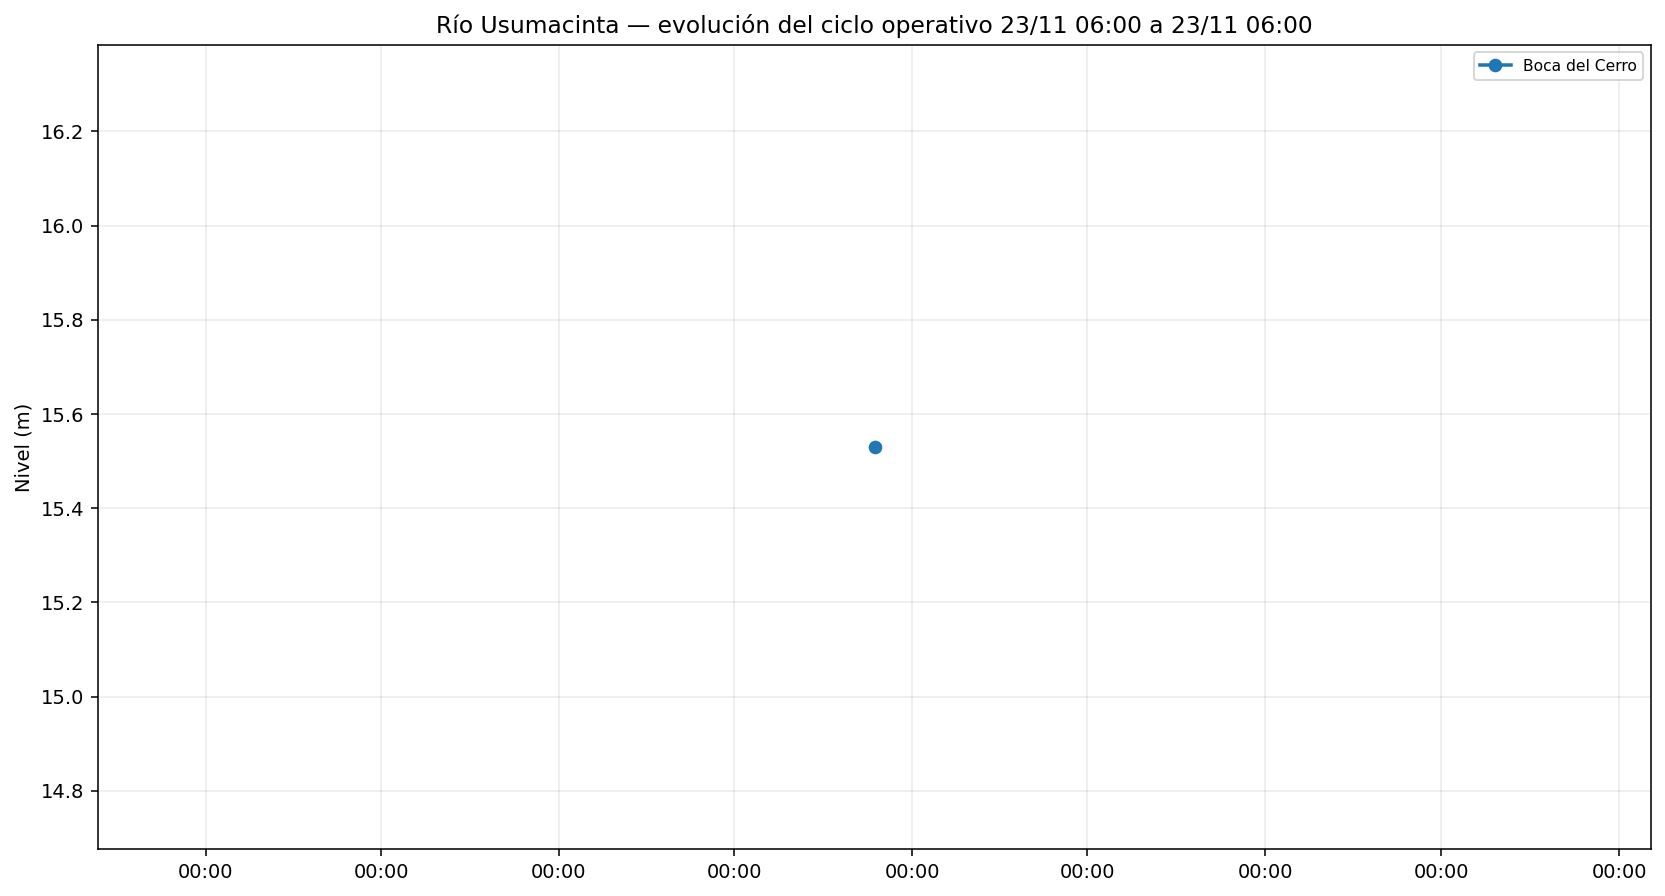 Río Usumacinta — evolución del ciclo operativo 23/11 06:00 a 23/11 06:00
Boca del Cerro
Nivel (m)
16.2
16.0
15.8
15.6
15.4
15.2
15.0
14.8
00:00 00:00 00:00 00:00 00:00 00:00 00:00 00:00 00:00